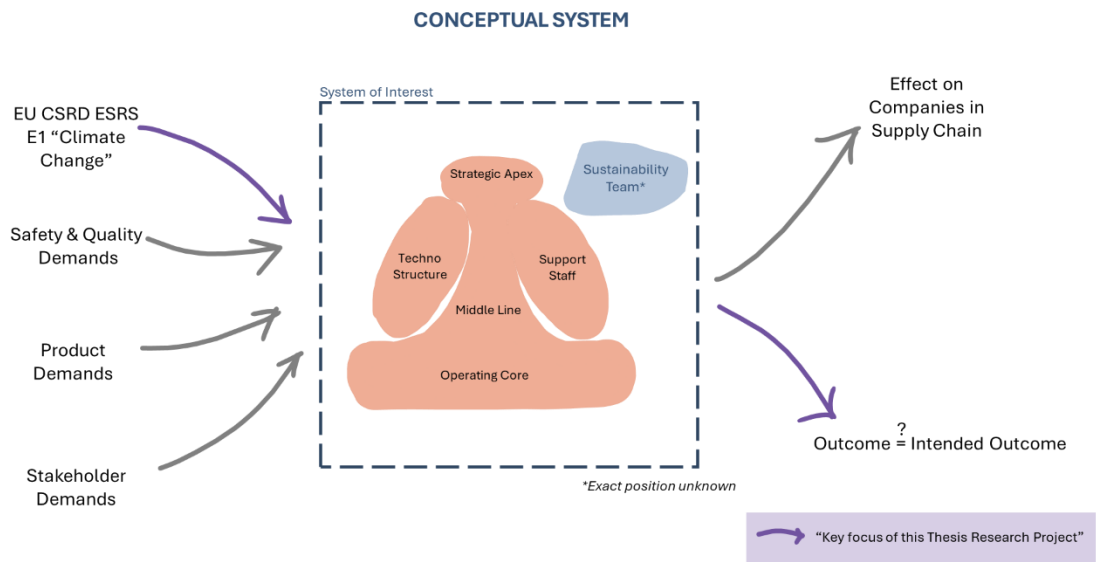 CONCEPTUAL SYSTEM
System of Interest
EU CSRD ESRS
E1 “Climate
Change”
Safety & Quality
Demands
Product
Demands
Stakeholder
Demands
Strategic Apex
Sustainability
Team*
Techno
Structure
Support
Staff
Middle Line
Operating Core
*Exact position unknown
Effect on
Companies in
Supply Chain
?
Outcome = Intended Outcome
“Key focus of this Thesis Research Project”